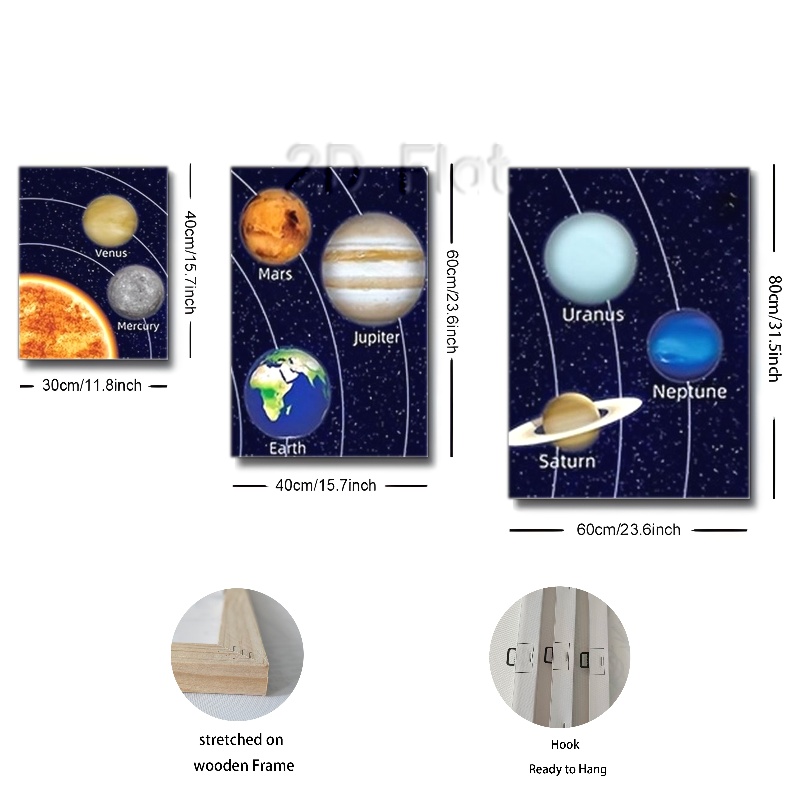 2D Flat
Venus
Mercury
40cm/15.7inch
30cm/11.8inch
Mars
Jupiter
Earth
60cm/23.6inch
40cm/15.7inch
Uranus
Neptune
Saturn
80cm/31.5inch
60cm/23.6inch
stretched on
wooden Frame
Hook
Ready to Hang